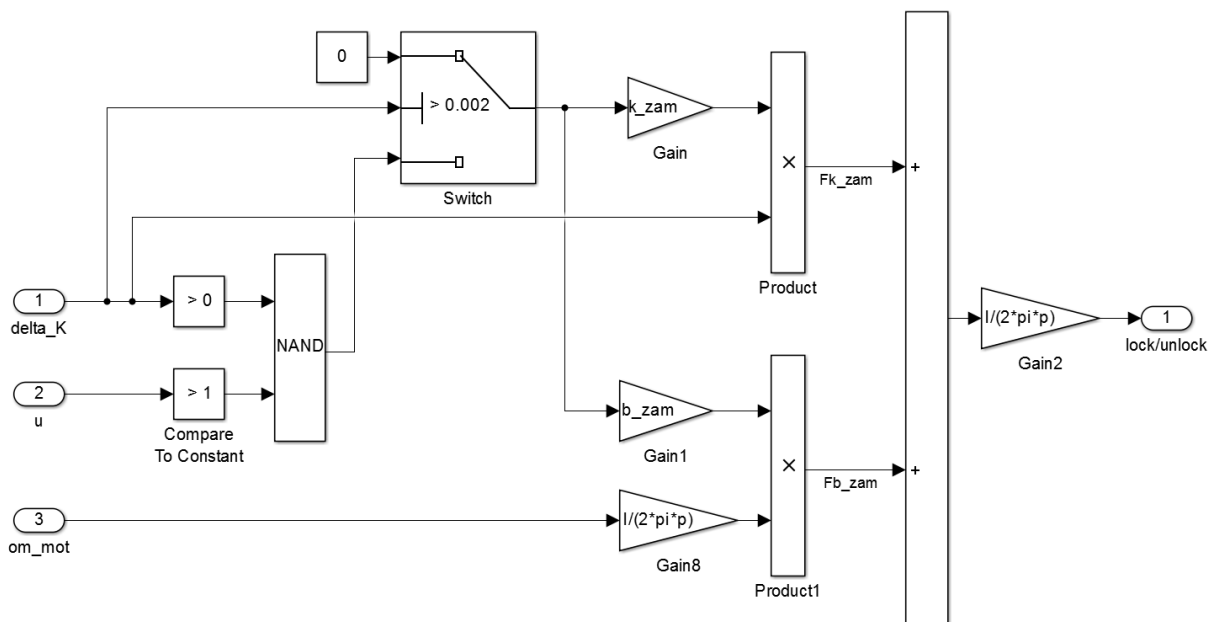 0
> 0.002
Switch
k_zam
Gain
×
Fk_zam
+
Product
1
delta_K
> 0
NAND
2
u
> 1
Compare
To Constant
b_zam
Gain1
×
Fb_zam
+
Product1
3
om_mot
l/(2*pi*p)
Gain8
l/(2*pi*p)
Gain2
1
lock/unlock